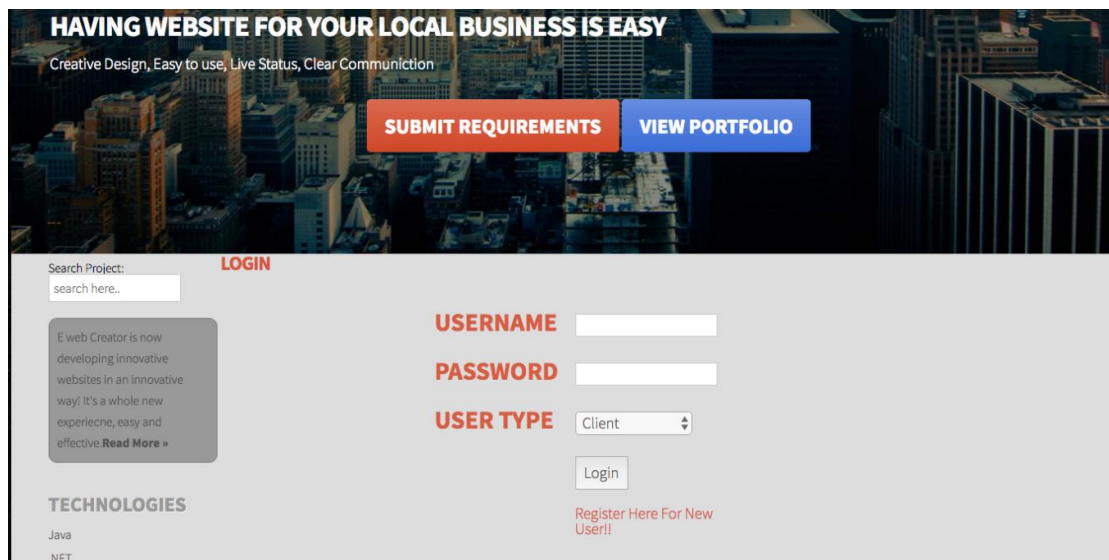 HAVING WEBSITE FOR YOUR LOCAL BUSINESS IS EASY
Creative Design, Easy to use, Live Status, Clear Communiction
SUBMIT REQUIREMENTS
VIEW PORTFOLIO
Search Project:
search here..
E web Creator is now
developing innovative
websites in an innovative
way! It's a whole new
experiecne, easy and
effective.Read More »
TECHNOLOGIES
Java
.NET
LOGIN
USERNAME
PASSWORD
USER TYPE
Client
Login
Register Here For New
User!!